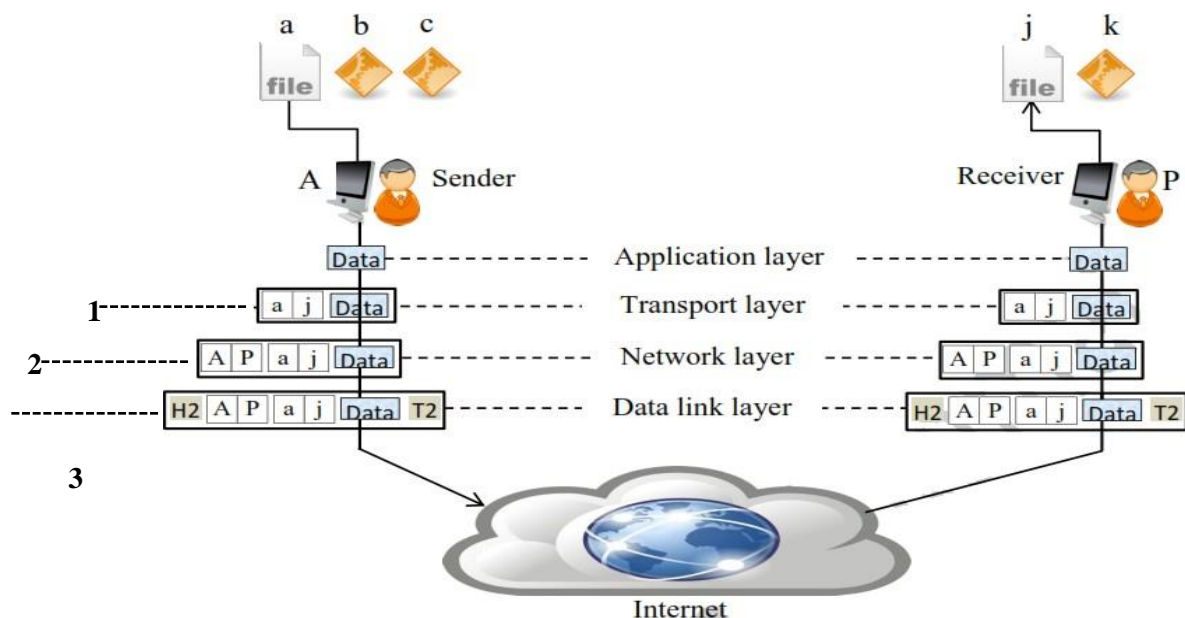 a b c j k
file file
A Sender Receiver P
Data Application layer Data
1 a j Data Transport layer a j Data
2 A P a j Data Network layer A P a j Data
H2 A P a j Data T2 Data link layer H2 A P a j Data T2
3
Internet